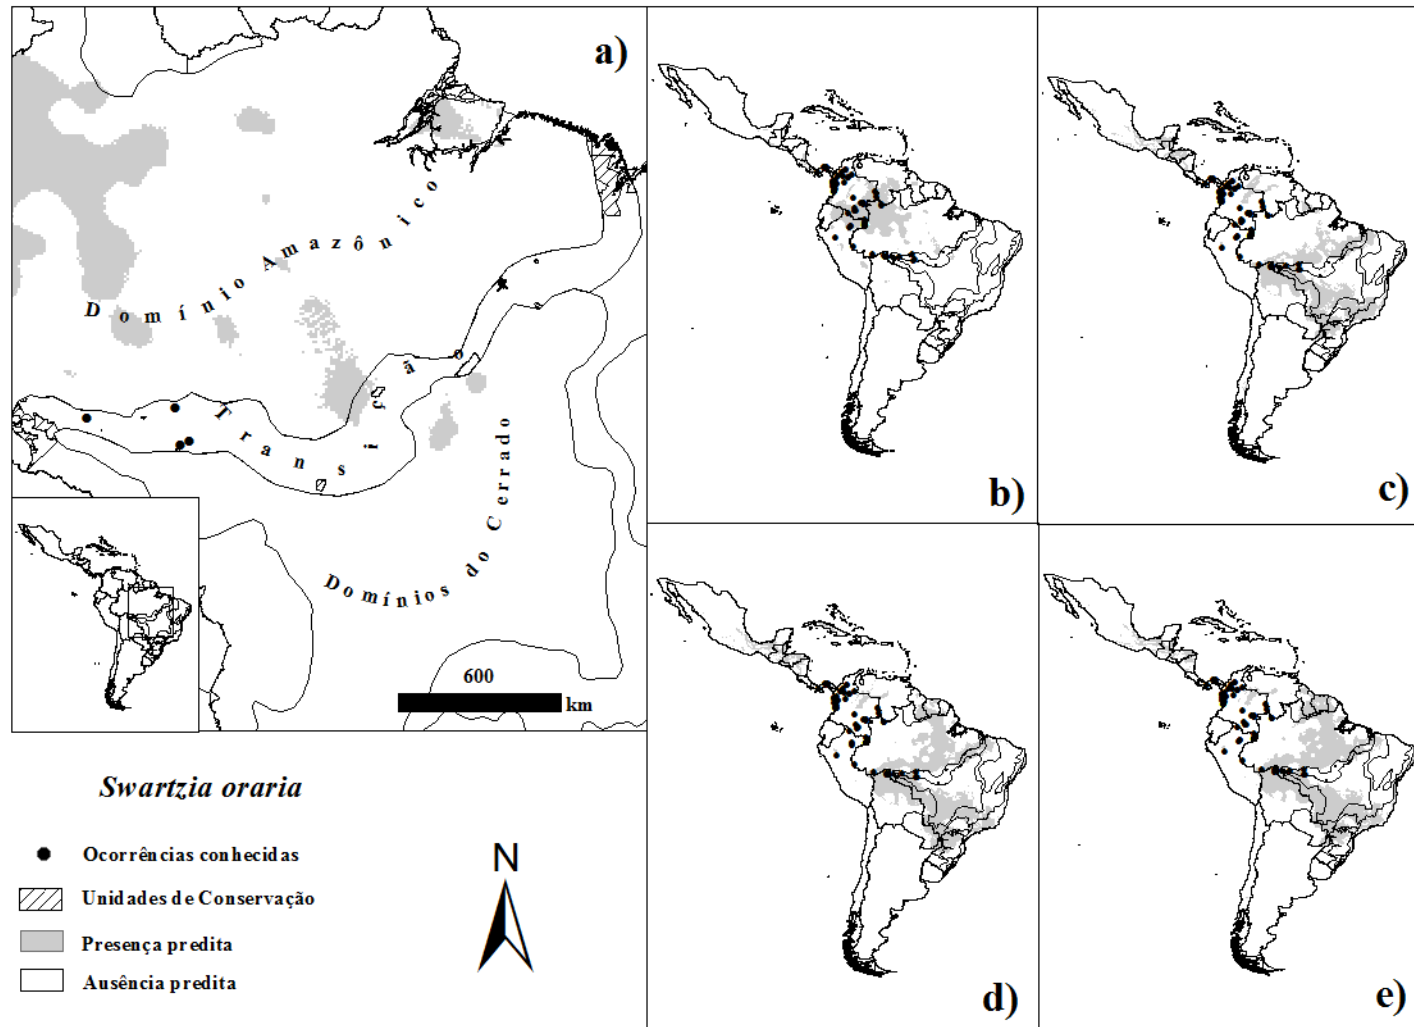 a)
Domínio Amazônico
Transição
Domínios do Cerrado
600
km
b)
c)
d)
e)
Swartzia oraria
Ocorrências conhecidas
Unidades de Conservação
Presença predita
Ausência predita
N